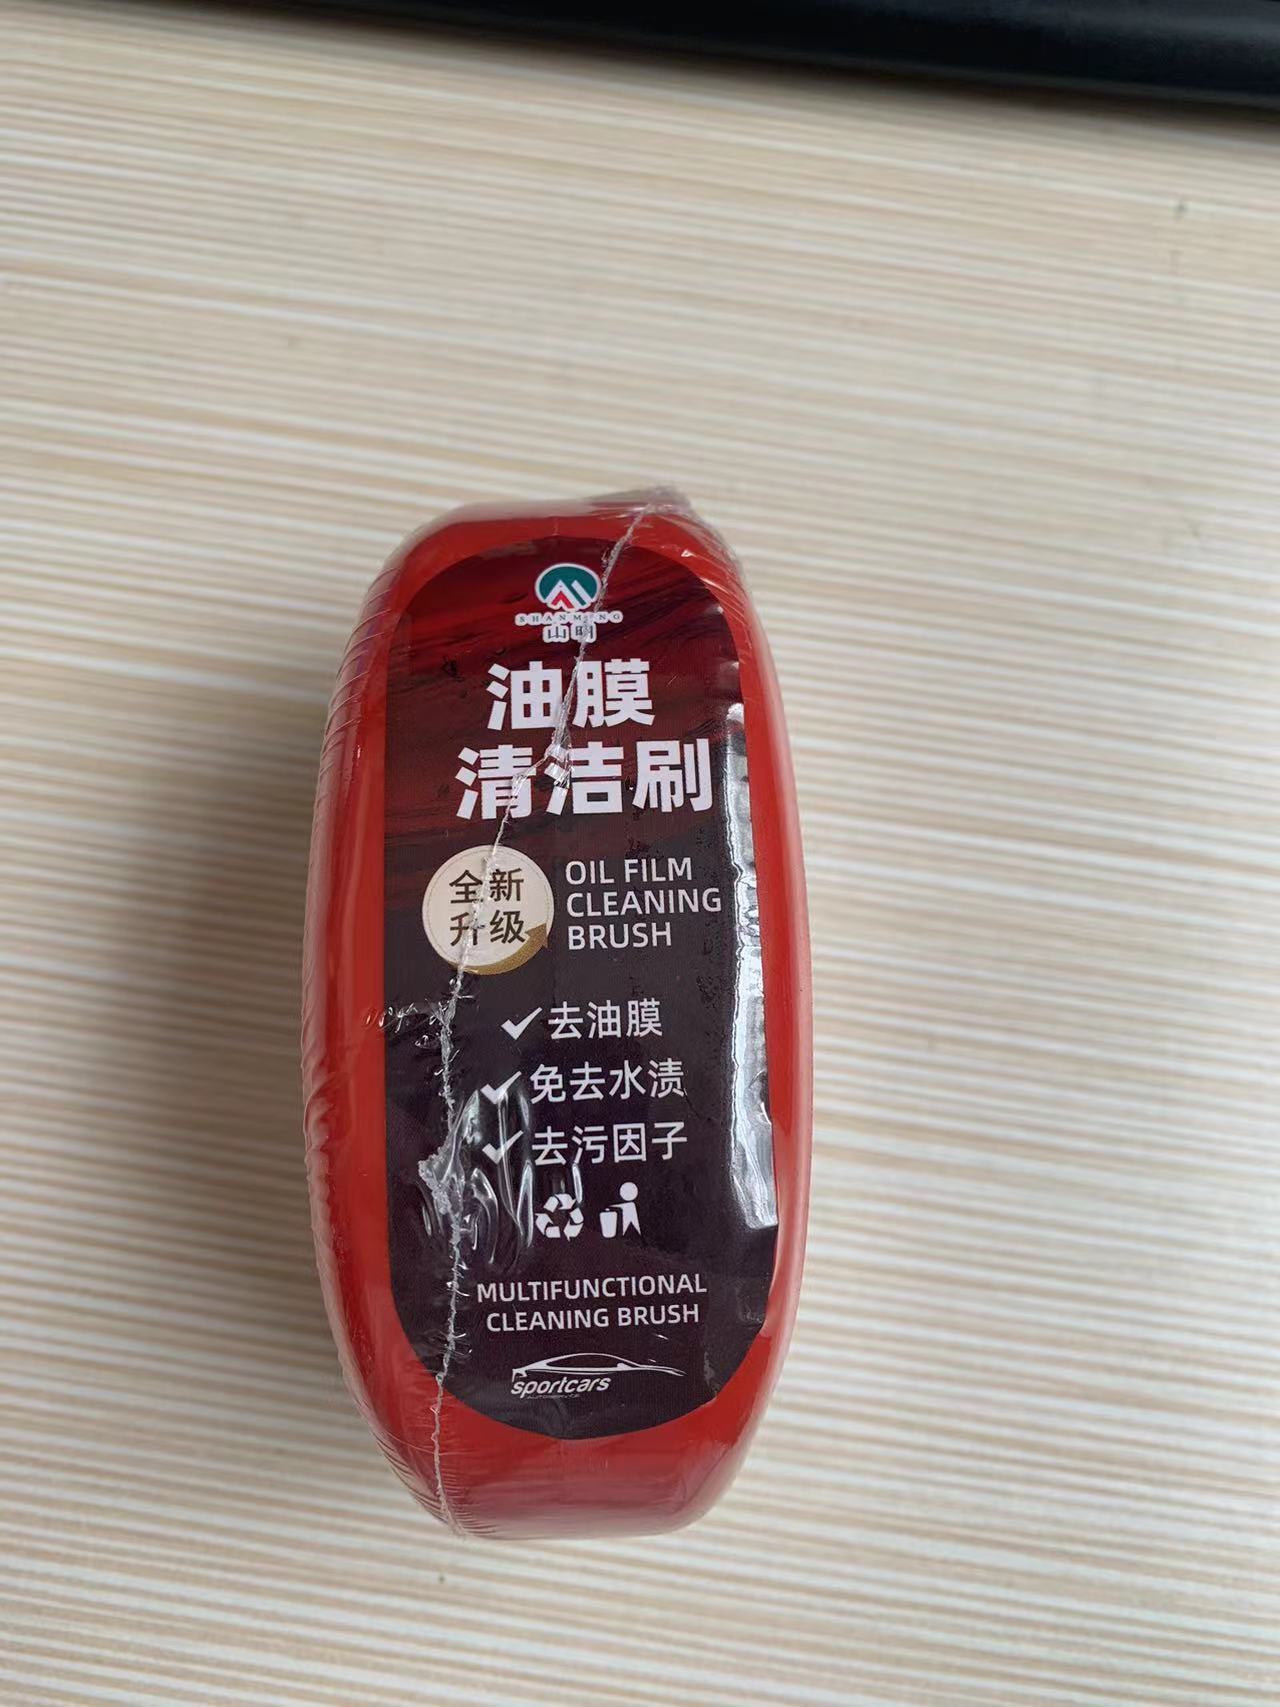 SHANMING
山明
油膜
清洁刷
全新
升级
OIL FILM
CLEANING
BRUSH
去油膜
免去水渍
去污因子
MULTIFUNCTIONAL
CLEANING BRUSH
sportcars